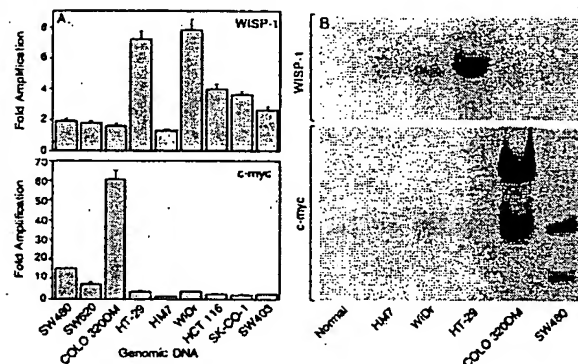 A.
WISP-1
Fold Amplification
8
6
4
2
0
c-myc
Fold Amplification
70
60
50
40
30
20
10
0
SW480
SW620
COLO 320DM
HT-29
HM7
WiDr
HCT 116
SK-CO-1
SW403
Genomic DNA
B.
WISP-1
c-myc
Normal
HM7
WiDr
HT-29
COLO 320DM
SW480